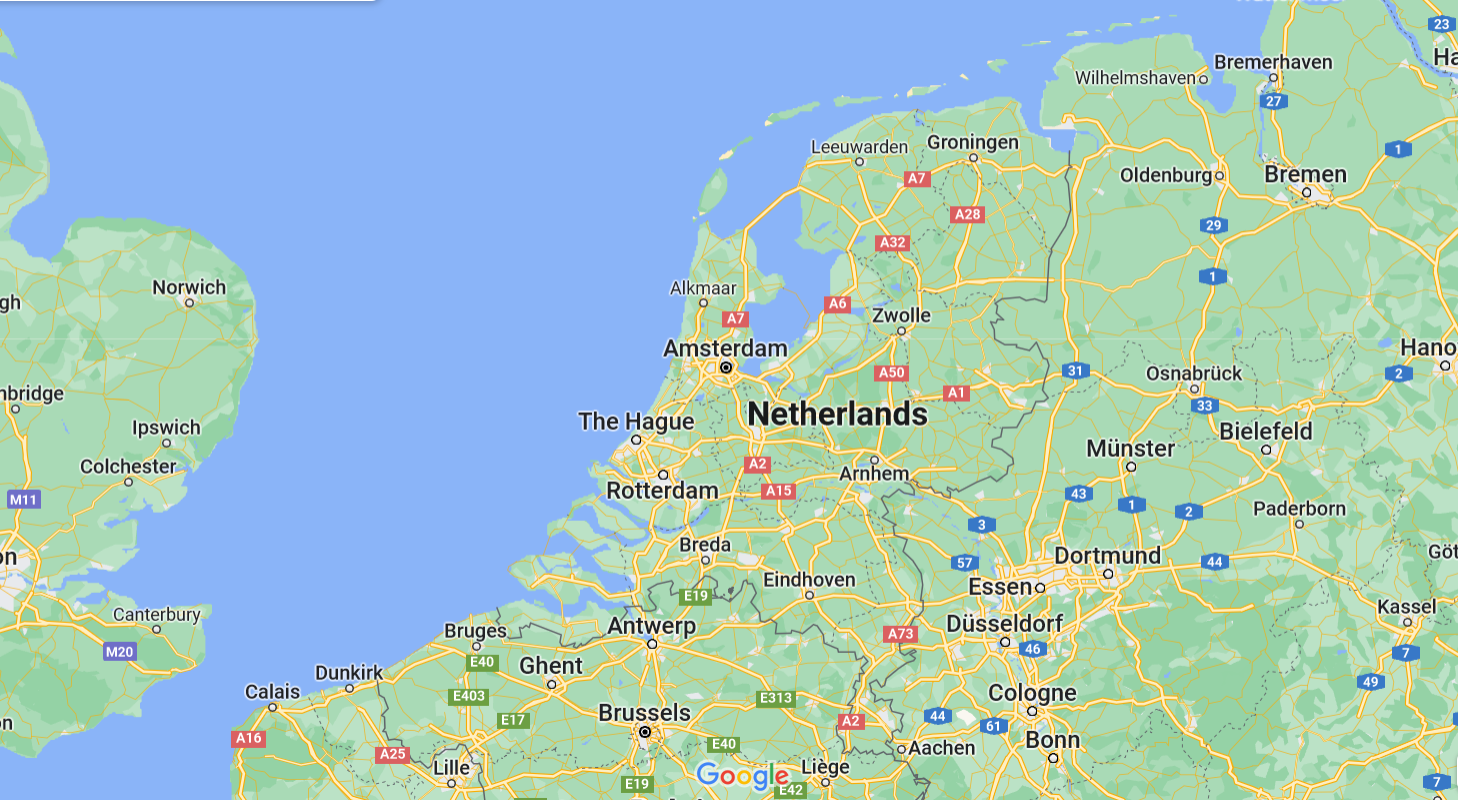 23
Bremerhaven
Ha
Wilhelmshaven
27
Leeuwarden
Groningen
1
A7
Oldenburg
Bremen
A28
29
A32
1
Norwich
Alkmaar
gh
A6
A7
Zwolle
Amsterdam
Hano
A50
31
Osnabrück
2
nbridge
A1
33
The Hague
Netherlands
Ipswich
Bielefeld
Colchester
A2
Arnhem
Münster
M11
Rotterdam
A15
43
1
2
Paderborn
3
Breda
on
57
Dortmund
44
Göt
Eindhoven
Essen
E19
Canterbury
Kassel
Bruges
Antwerp
Düsseldorf
A73
M20
E40
46
7
Dunkirk
Ghent
49
Calais
E403
E313
Cologne
on
E17
Brussels
A2
44
61
A16
A25
E40
Aachen
Bonn
Lille
Google
Liège
E19
E42
7